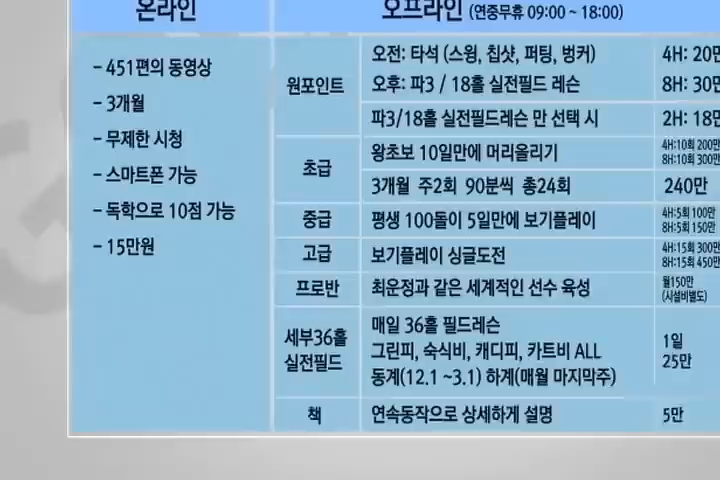 온라인
오프라인 (연중무휴 09:00 ~ 18:00)
- 451편의 동영상
- 3개월
- 무제한 시청
- 스마트폰 가능
- 독학으로 10점 가능
- 15만원
원포인트
오전: 타석 (스윙, 칩샷, 퍼팅, 벙커)
4H: 20만
오후: 파3 / 18홀 실전필드 레슨
8H: 30만
파3/18홀 실전필드레슨 만 선택 시
2H: 18만
초급
왕초보 10일만에 머리올리기
4H:10회 200만
8H:10회 300만
3개월 주2회 90분씩 총24회
240만
중급
평생 100돌이 5일만에 보기플레이
4H:5회 100만
8H:5회 150만
고급
보기플레이 싱글도전
4H:15회 300만
8H:15회 450만
프로반
최운정과 같은 세계적인 선수 육성
월150만
(시설비별도)
세부36홀
실전필드
매일 36홀 필드레슨
그린피, 숙식비, 캐디피, 카트비 ALL
동계(12.1 ~3.1) 하계(매월 마지막주)
1일
25만
책
연속동작으로 상세하게 설명
5만